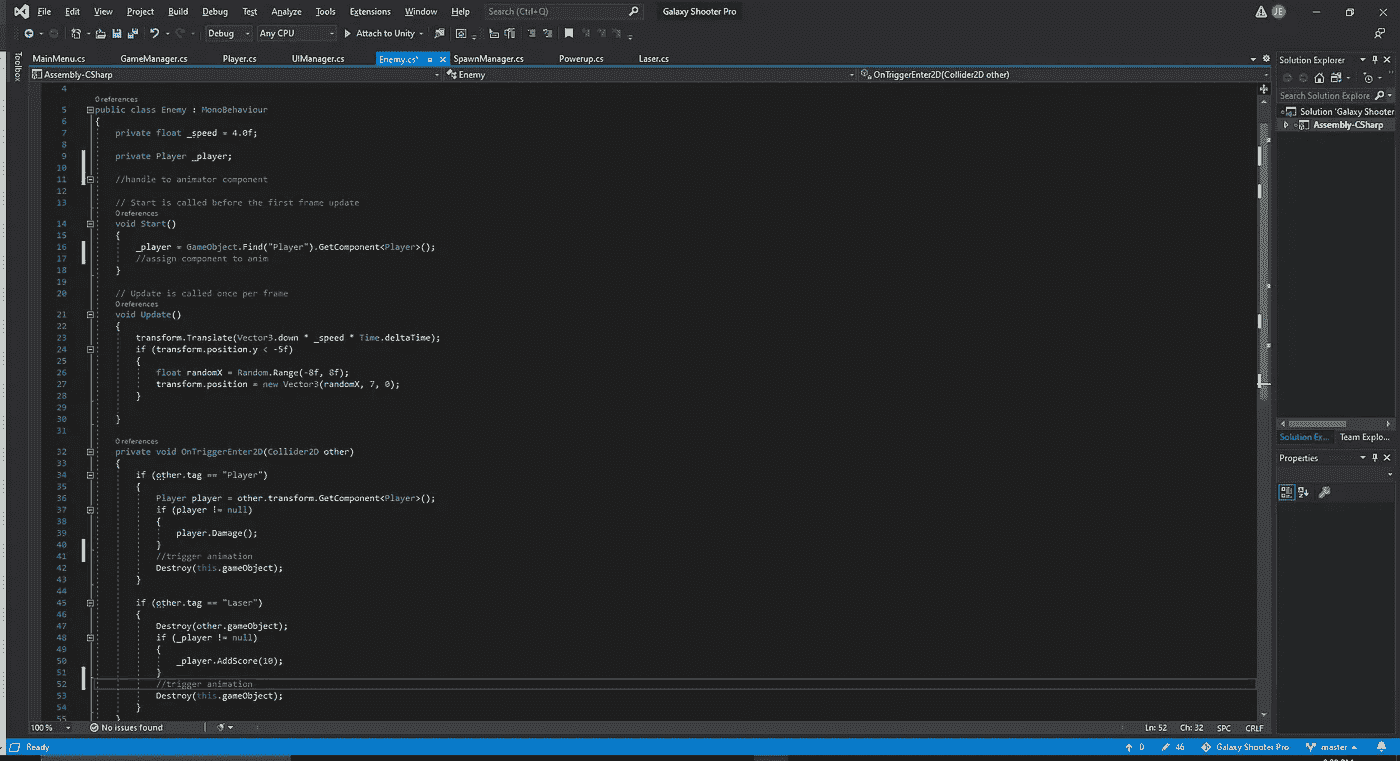 File Edit View Project Build Debug Test Analyze Tools Extensions Window Help Search (Ctrl+Q) Galaxy Shooter Pro JE
Debug Any CPU Attach to Unity
MainMenu.cs GameManager.cs Player.cs UIManager.cs Enemy.cs* SpawnManager.cs Powerup.cs Laser.cs
Toolbox
Assembly-CSharp Enemy OnTriggerEnter2D(Collider2D other)
4
0 references
5 public class Enemy : MonoBehaviour
6 {
7 private float _speed = 4.0f;
8
9 private Player _player;
10
11 //handle to animator component
12
13 // Start is called before the first frame update
0 references
14 void Start()
15 {
16 _player = GameObject.Find("Player").GetComponent<Player>();
17 //assign component to anim
18 }
19
20 // Update is called once per frame
0 references
21 void Update()
22 {
23 transform.Translate(Vector3.down * _speed * Time.deltaTime);
24 if (transform.position.y < -5f)
25 {
26 float randomX = Random.Range(-8f, 8f);
27 transform.position = new Vector3(randomX, 7, 0);
28 }
29
30 }
31
0 references
32 private void OnTriggerEnter2D(Collider2D other)
33 {
34 if (other.tag == "Player")
35 {
36 Player player = other.transform.GetComponent<Player>();
37 if (player != null)
38 {
39 player.Damage();
40 }
41 //trigger animation
42 Destroy(this.gameObject);
43 }
44
45 if (other.tag == "Laser")
46 {
47 Destroy(other.gameObject);
48 if (_player != null)
49 {
50 _player.AddScore(10);
51 }
52 //trigger animation
53 Destroy(this.gameObject);
54 }
55 }
100 % No issues found Ln: 52 Ch: 32 SPC CRLF
Solution Explorer
Search Solution Explore
Solution 'Galaxy Shooter
Assembly-CSharp
Solution Ex... Team Explo...
Properties
Ready 0 46 Galaxy Shooter Pro master